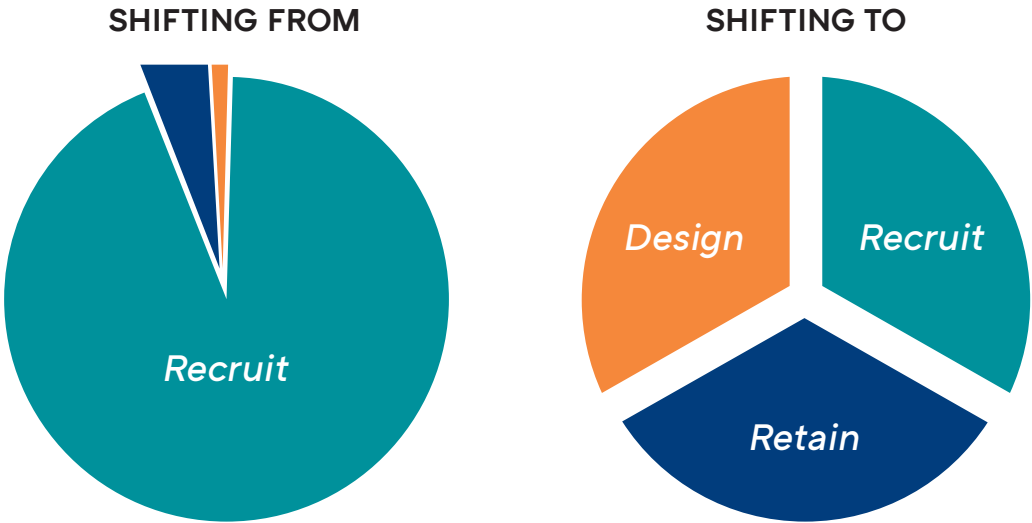 SHIFTING FROM
Recruit
SHIFTING TO
Design
Recruit
Retain